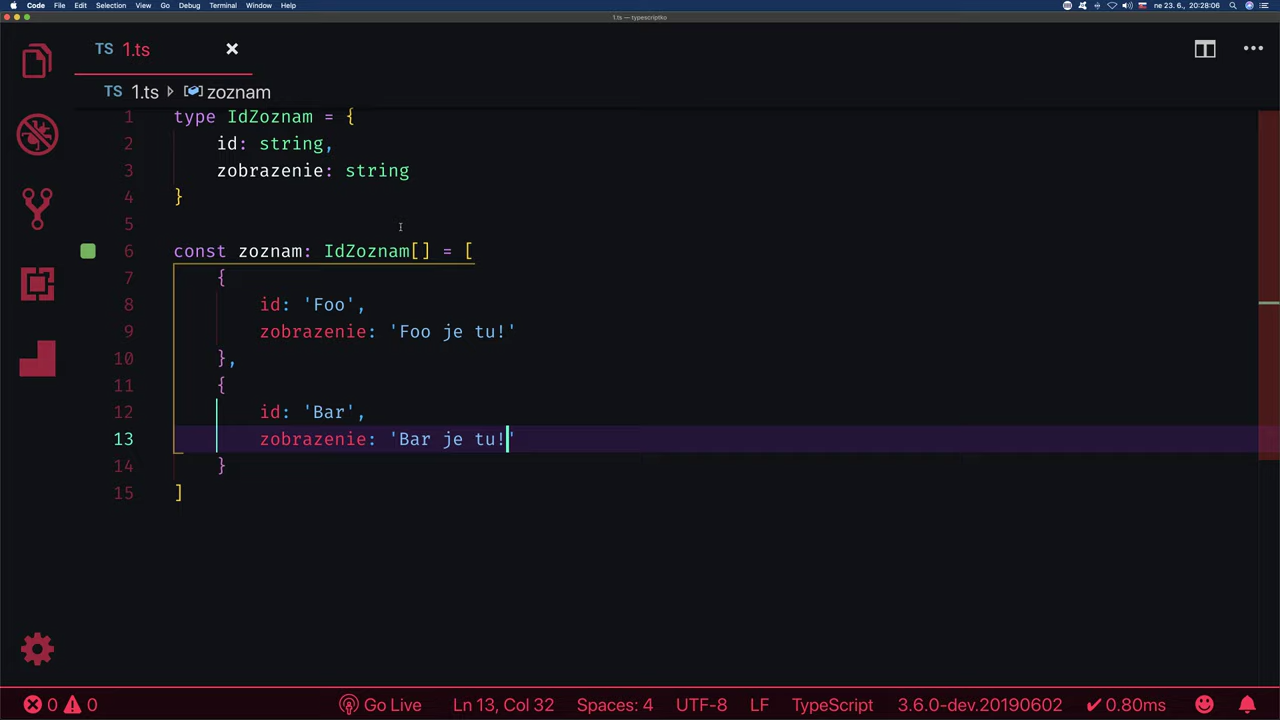 Code File Edit Selection View Go Debug Terminal Window Help ne 23. 6., 20:28:06
1.ts — typescriptko
TS 1.ts
TS 1.ts zoznam
1 type IdZoznam = {
2 id: string,
3 zobrazenie: string
4 }
5
6 const zoznam: IdZoznam[] = [
7 {
8 id: 'Foo',
9 zobrazenie: 'Foo je tu!'
10 },
11 {
12 id: 'Bar',
13 zobrazenie: 'Bar je tu!'
14 }
15 ]
0 0 Go Live Ln 13, Col 32 Spaces: 4 UTF-8 LF TypeScript 3.6.0-dev.20190602 ✔ 0.80ms